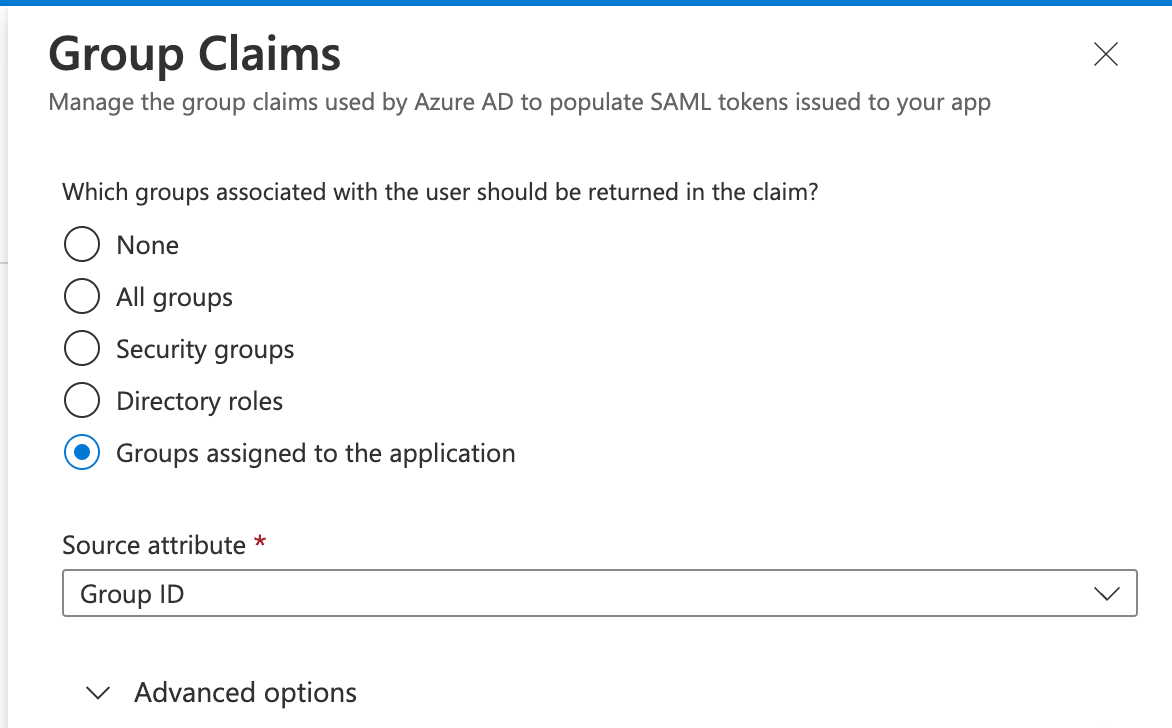 Group Claims
Manage the group claims used by Azure AD to populate SAML tokens issued to your app
Which groups associated with the user should be returned in the claim?
None
All groups
Security groups
Directory roles
Groups assigned to the application
Source attribute *
Group ID
Advanced options